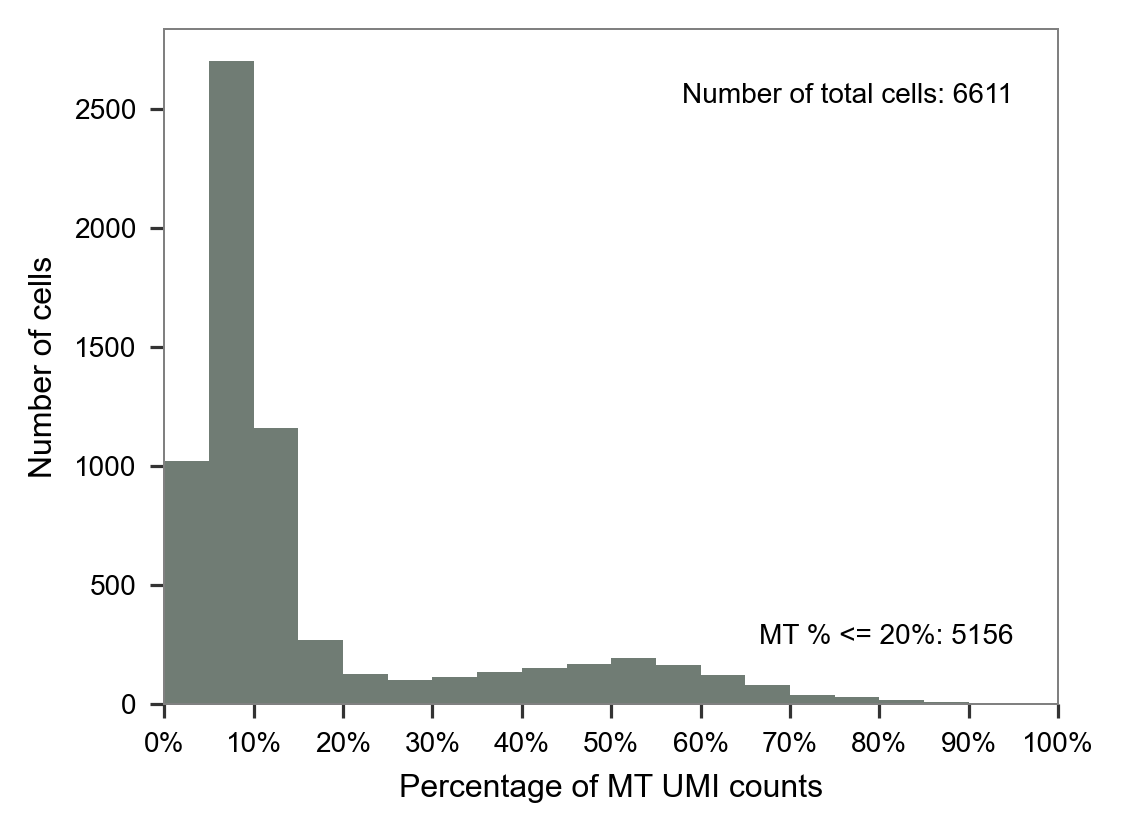 Number of total cells: 6611
2500
2000
1500
1000
500
0
Number of cells
MT % <= 20%: 5156
0% 10% 20% 30% 40% 50% 60% 70% 80% 90% 100%
Percentage of MT UMI counts